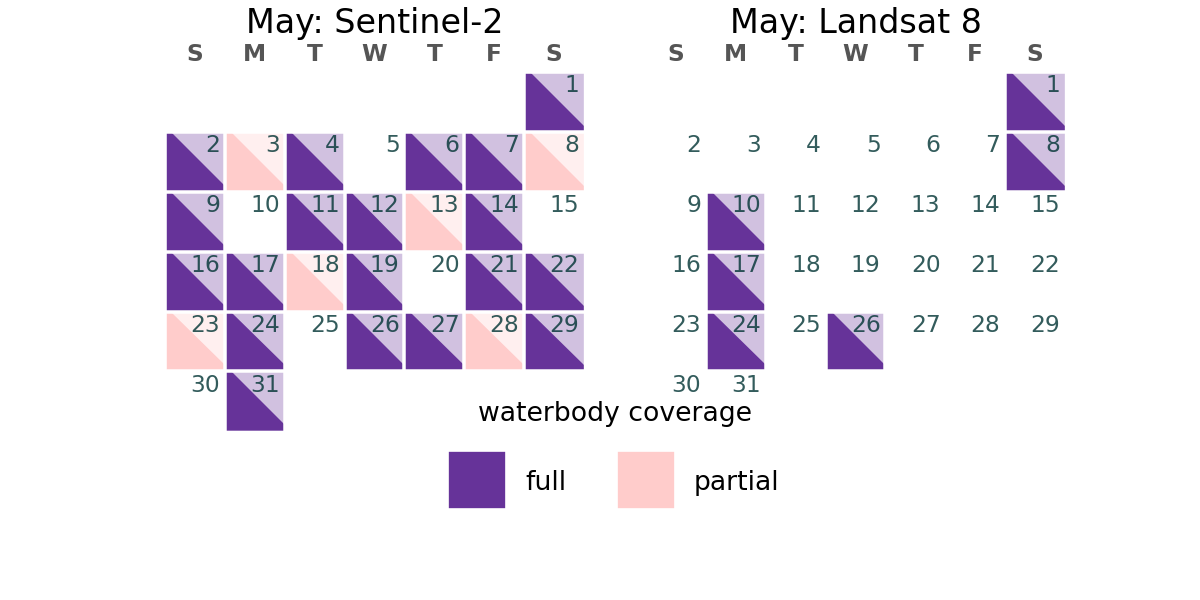 May: Sentinel-2
S M T W T F S
1
2 3 4 5 6 7 8
9 10 11 12 13 14 15
16 17 18 19 20 21 22
23 24 25 26 27 28 29
30 31
May: Landsat 8
S M T W T F S
1
2 3 4 5 6 7 8
9 10 11 12 13 14 15
16 17 18 19 20 21 22
23 24 25 26 27 28 29
30 31
waterbody coverage
full partial